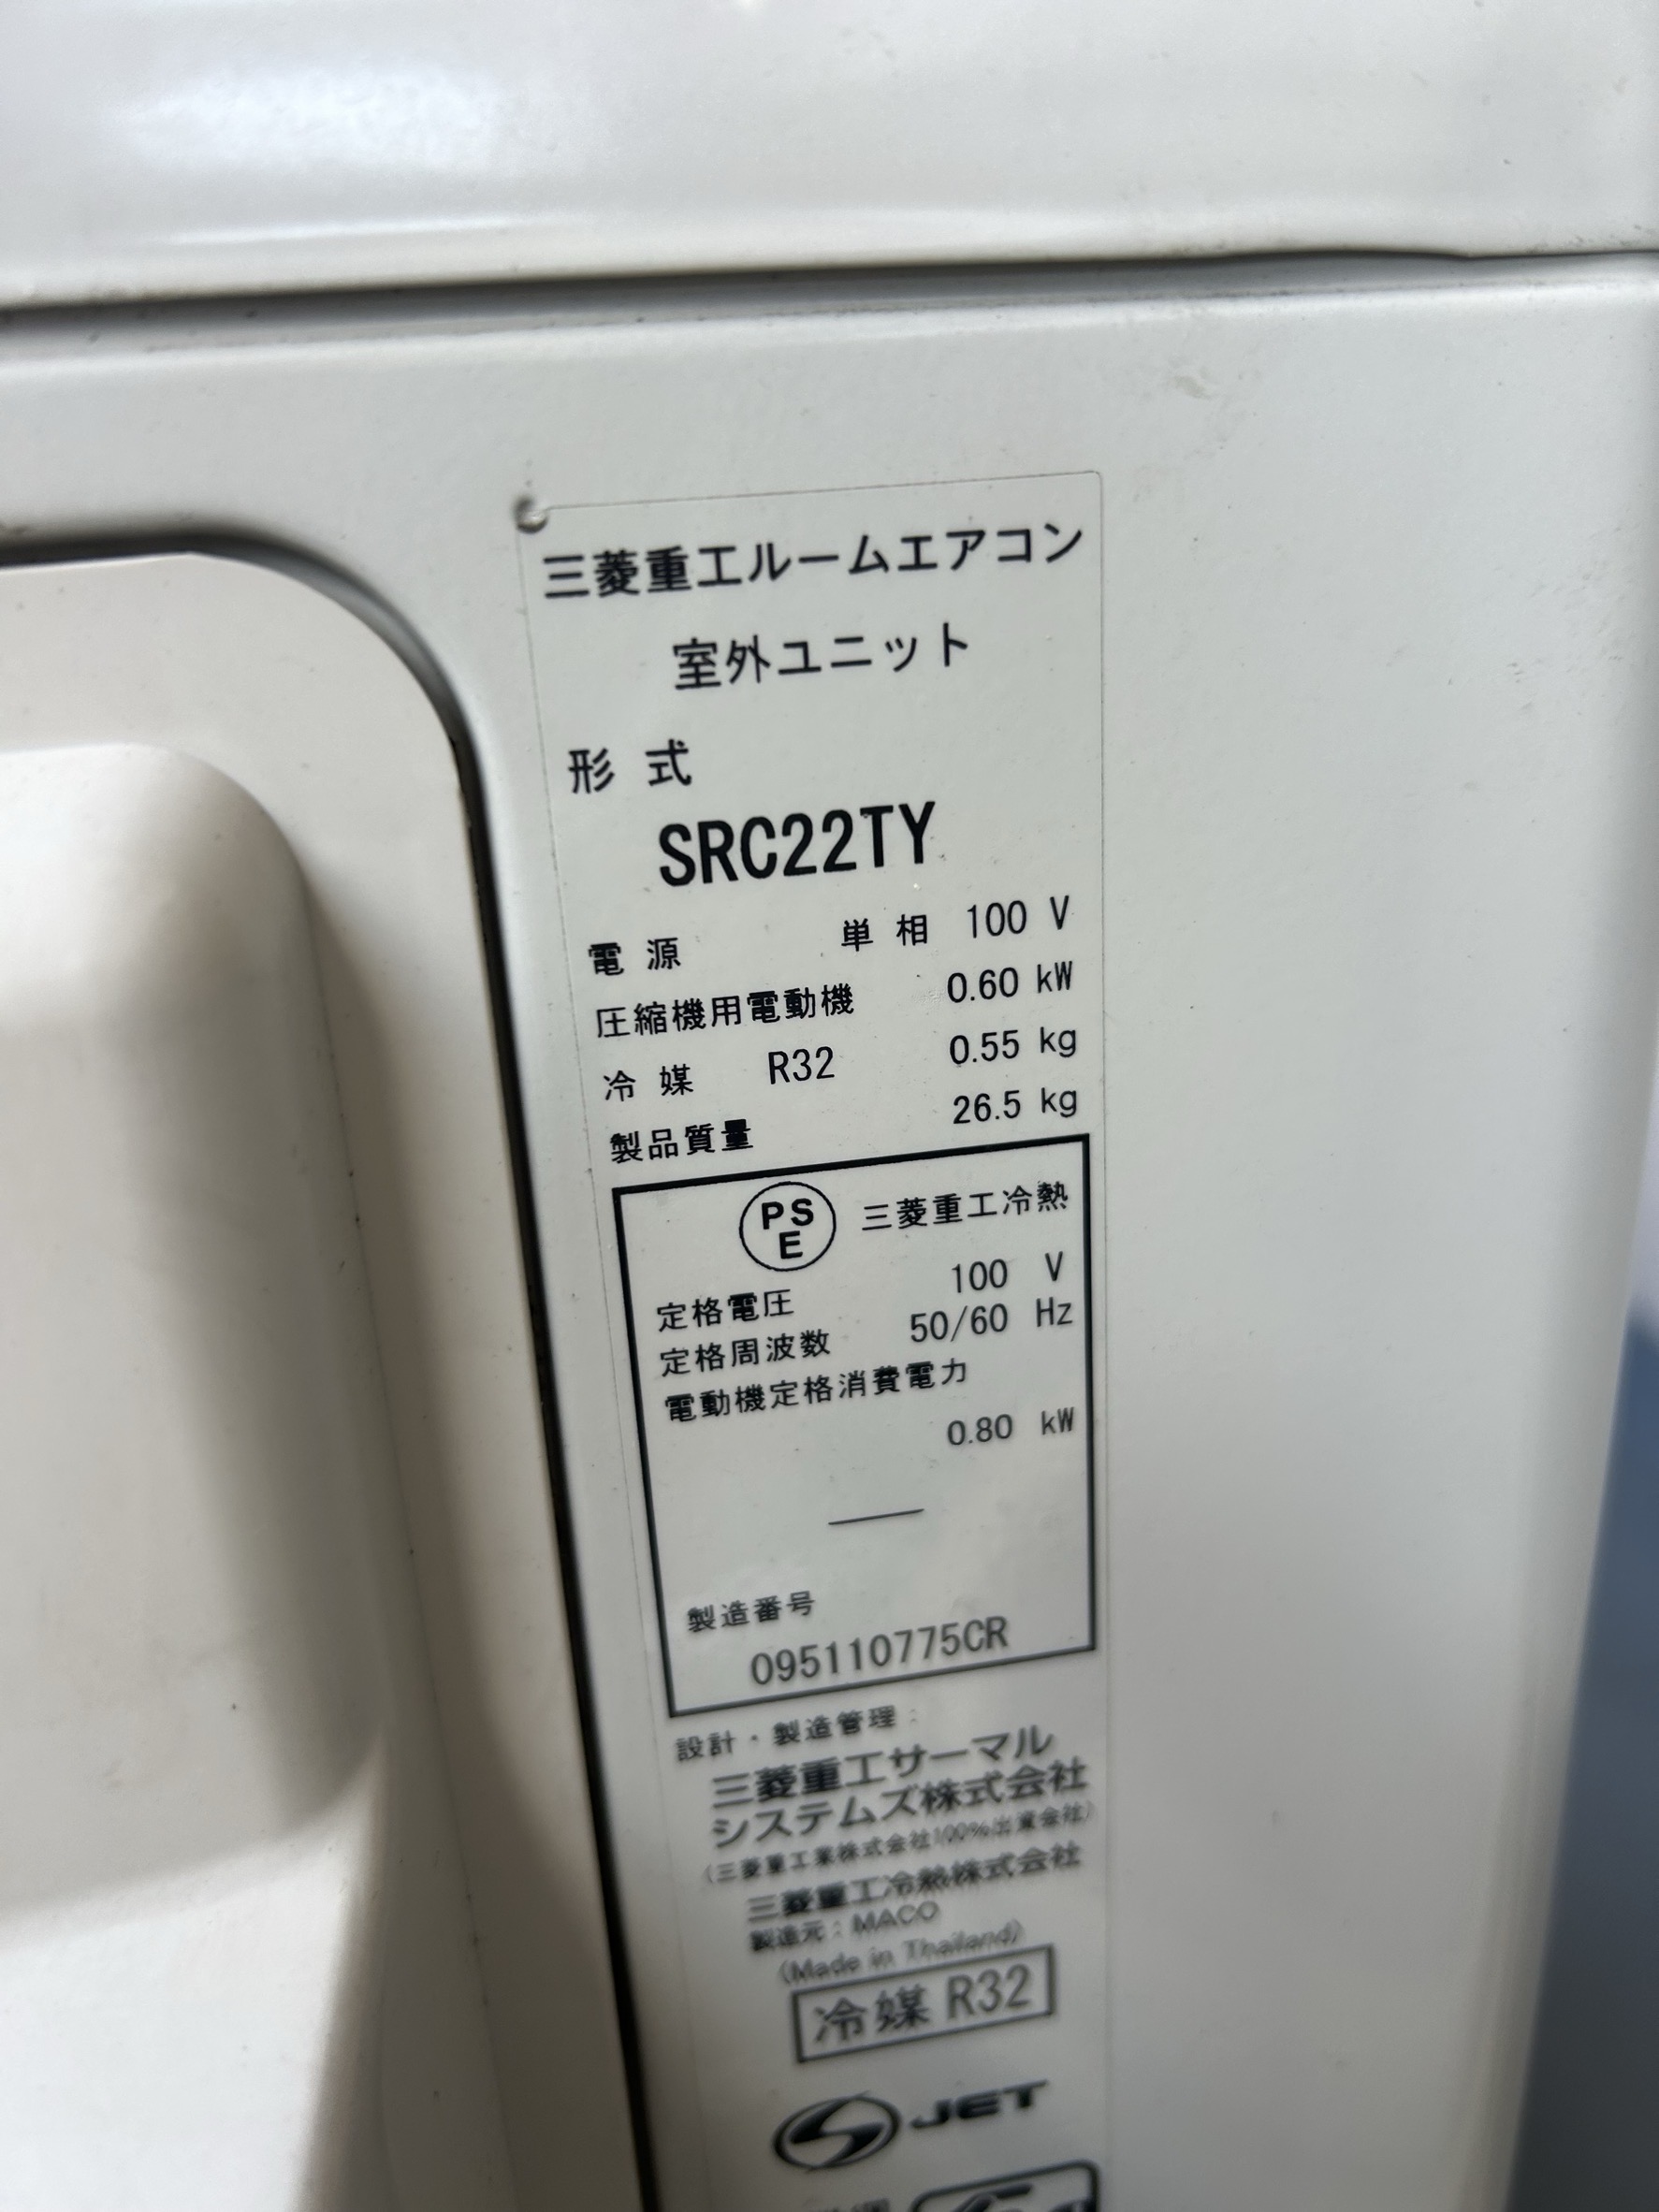 三菱重工ルームエアコン
室外ユニット
形式
SRC22TY
電源 単相 100 V
圧縮機用電動機 0.60 kW
冷媒 R32 0.55 kg
製品質量 26.5 kg
PSE 三菱重工冷熱
定格電圧 100 V
定格周波数 50/60 Hz
電動機定格消費電力
0.80 kW
製造番号
095110775CR
設計・製造管理：
三菱重工サーマル
システムズ株式会社
(三菱重工業株式会社100%出資会社)
三菱重工冷熱株式会社
製造元：MACO
(Made in Thailand)
冷媒 R32
JET